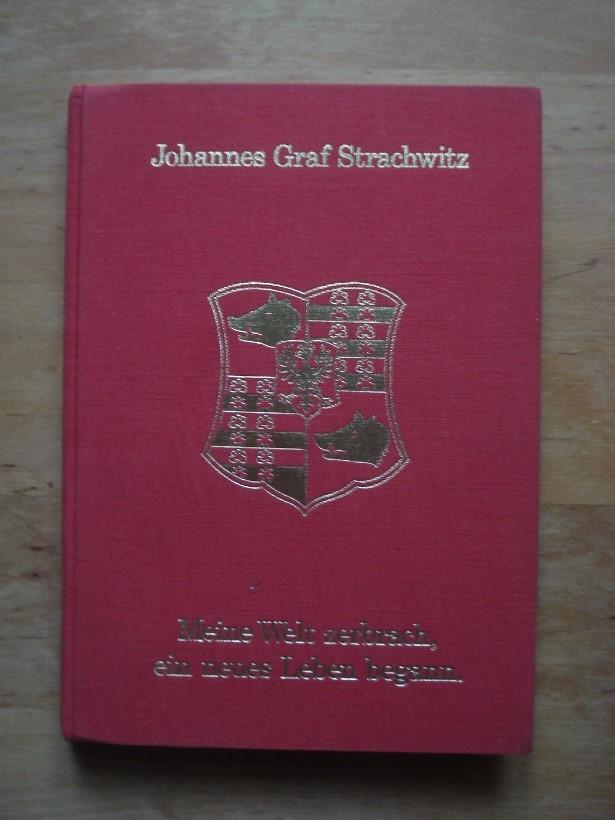 Johannes Graf Strachwitz
Meine Welt zerbrach,
ein neues Leben begann.